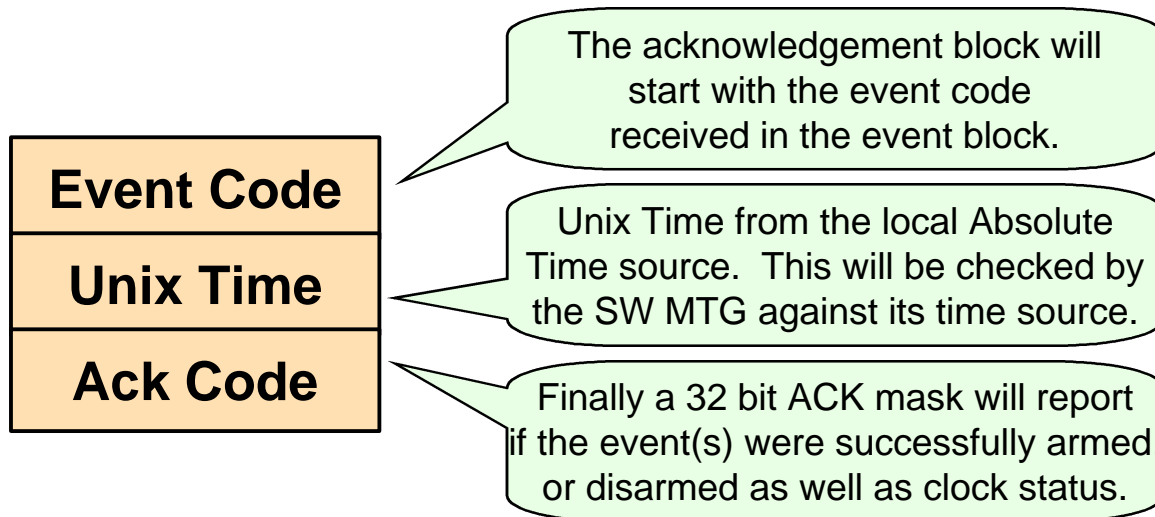 The acknowledgement block will
start with the event code
received in the event block.
Event Code
Unix Time from the local Absolute
Time source.  This will be checked by
the SW MTG against its time source.
Unix Time
Ack Code
Finally a 32 bit ACK mask will report
if the event(s) were successfully armed
or disarmed as well as clock status.